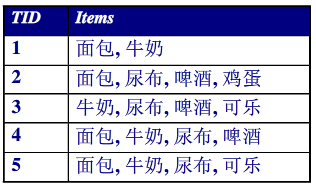 TID Items
1 面包, 牛奶
2 面包, 尿布, 啤酒, 鸡蛋
3 牛奶, 尿布, 啤酒, 可乐
4 面包, 牛奶, 尿布, 啤酒
5 面包, 牛奶, 尿布, 可乐